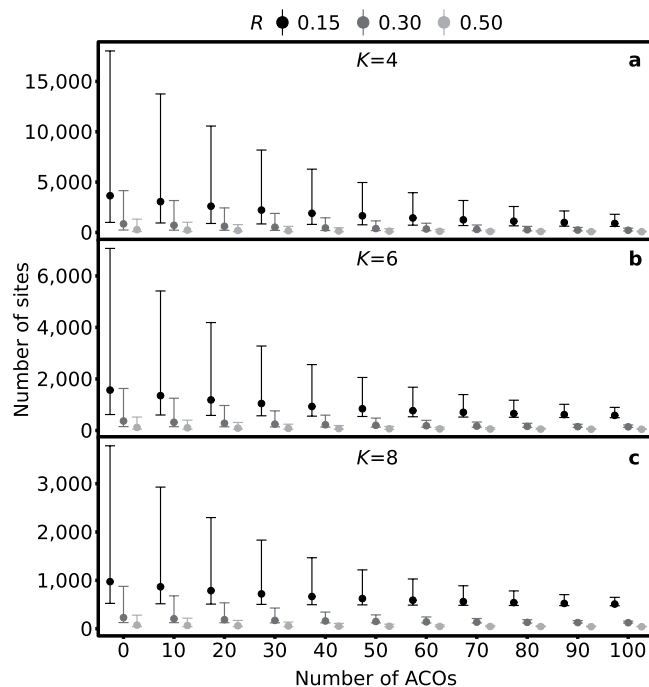 R 0.15 0.30 0.50
K=4
a
15,000
10,000
5,000
0
K=6
b
6,000
4,000
2,000
0
Number of sites
K=8
c
3,000
2,000
1,000
0
0 10 20 30 40 50 60 70 80 90 100
Number of ACOs